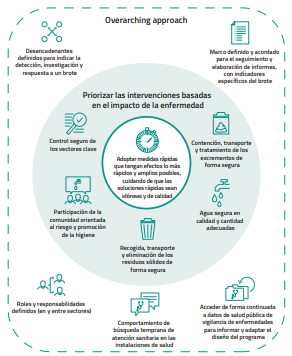 Overarching approach
Desencadenantes
definidos para indicar la
detección, investigación y
respuesta a un brote
Marco definido y acordado
para el seguimiento y
elaboración de informes,
con indicadores
específicos del brote
Priorizar las intervenciones basadas
en el impacto de la enfermedad
Control seguro de
los vectores clave
Contención, transporte
y tratamiento de los
excrementos de
forma segura
Adoptar medidas rápidas
que tengan efectos lo más
rápidos y amplios posibles,
cuidando de que las
soluciones rápidas sean
idóneas y de calidad
Participación de la
comunidad orientada
al riesgo y promoción
de la higiene
Agua segura en
calidad y cantidad
adecuadas
Recogida, transporte
y eliminación de los
residuos sólidos de
forma segura
Roles y responsabilidades
definidos (en y entre sectores)
Comportamiento de
búsqueda temprana de
atención sanitaria en las
instalaciones de salud
Acceder de forma continuada
a datos de salud pública de
vigilancia de enfermedades
para informar y adaptar el
diseño del programa